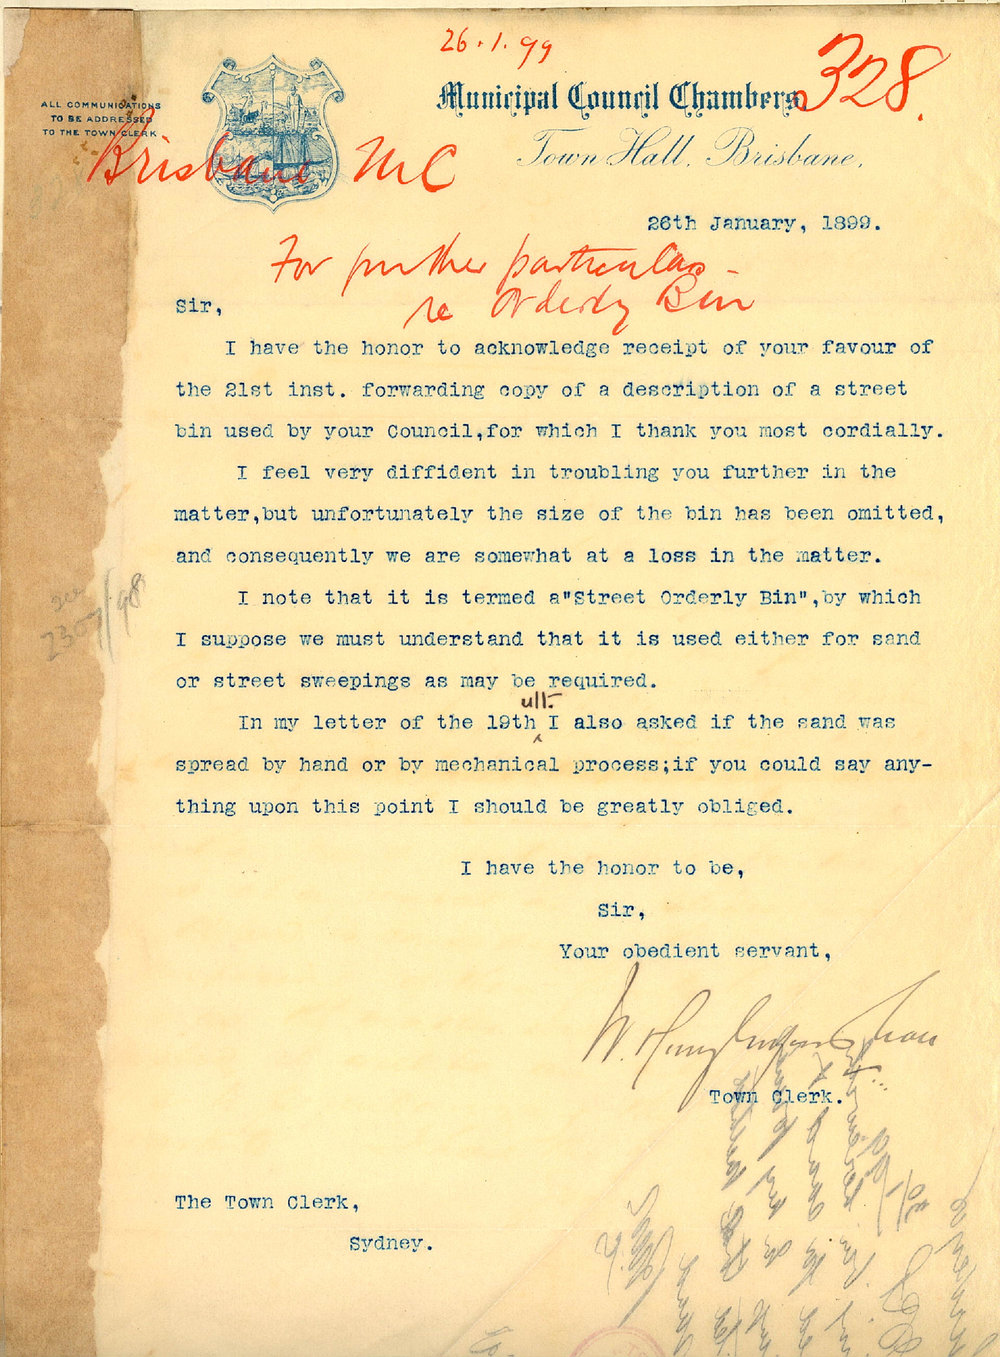 26.1.99
328.
ALL COMMUNICATIONS
TO BE ADDRESSED
TO THE TOWN CLERK
Municipal Council Chambers,
Town Hall, Brisbane,
Brisbane MC
26th January, 1899.
For further particulars
re Orderly Bin
Sir,
I have the honor to acknowledge receipt of your favour of
the 21st inst. forwarding copy of a description of a street
bin used by your Council,for which I thank you most cordially.
I feel very diffident in troubling you further in the
matter,but unfortunately the size of the bin has been omitted,
and consequently we are somewhat at a loss in the matter.
I note that it is termed a"Street Orderly Bin",by which
I suppose we must understand that it is used either for sand
or street sweepings as may be required.
see
2307/98
In my letter of the 19th ult. I also asked if the sand was
spread by hand or by mechanical process;if you could say any-
thing upon this point I should be greatly obliged.
I have the honor to be,
Sir,
Your obedient servant,
W. Henry
Town Clerk.
The Town Clerk,
Sydney.